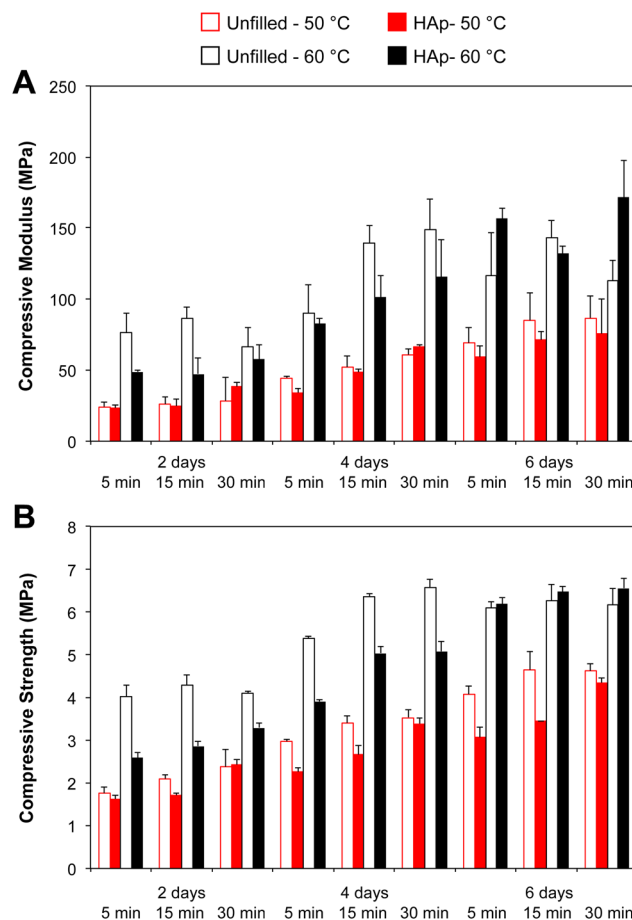 Unfilled - 50 °C HAp- 50 °C
Unfilled - 60 °C HAp- 60 °C
A
Compressive Modulus (MPa)
250
200
150
100
50
0
2 days 4 days 6 days
5 min 15 min 30 min 5 min 15 min 30 min 5 min 15 min 30 min
B
Compressive Strength (MPa)
8
7
6
5
4
3
2
1
0
2 days 4 days 6 days
5 min 15 min 30 min 5 min 15 min 30 min 5 min 15 min 30 min